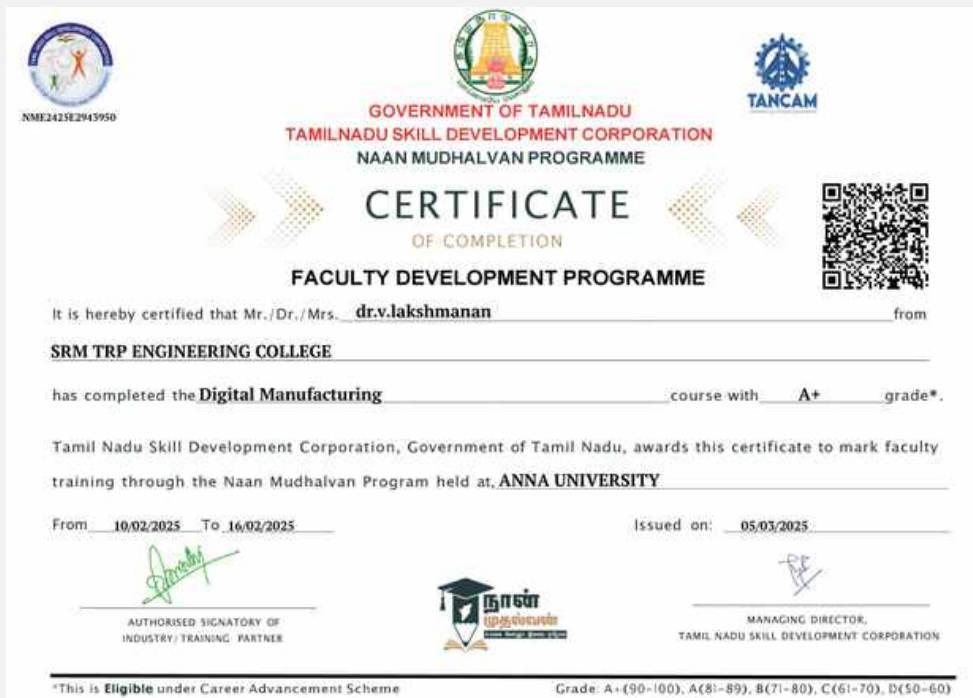 NME2425E2943950
TANCAM
GOVERNMENT OF TAMILNADU
TAMILNADU SKILL DEVELOPMENT CORPORATION
NAAN MUDHALVAN PROGRAMME
CERTIFICATE
OF COMPLETION
FACULTY DEVELOPMENT PROGRAMME
It is hereby certified that Mr./Dr./Mrs. dr.v.lakshmanan from
SRM TRP ENGINEERING COLLEGE
has completed the Digital Manufacturing course with A+ grade*.
Tamil Nadu Skill Development Corporation, Government of Tamil Nadu, awards this certificate to mark faculty
training through the Naan Mudhalvan Program held at, ANNA UNIVERSITY
From 10/02/2025 To 16/02/2025 Issued on: 05/03/2025
AUTHORISED SIGNATORY OF
INDUSTRY/TRAINING PARTNER
நான்
முதல்வன்
MANAGING DIRECTOR,
TAMIL NADU SKILL DEVELOPMENT CORPORATION
*This is Eligible under Career Advancement Scheme Grade: A+(90-100), A(81-89), B(71-80), C(61-70), D(50-60)